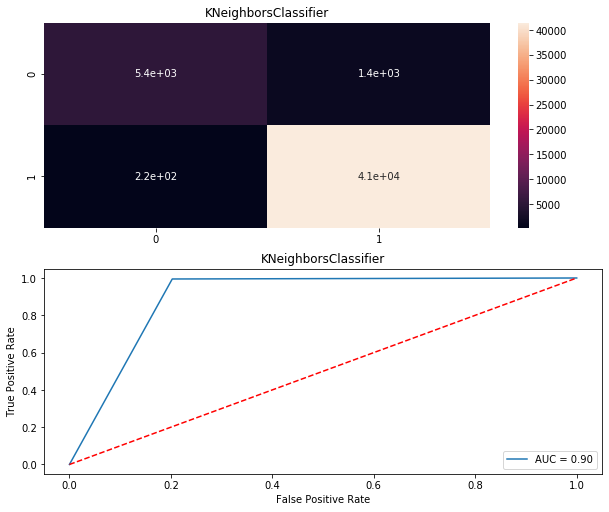 KNeighborsClassifier
0
5.4e+03
1.4e+03
1
2.2e+02
4.1e+04
0
1
40000
35000
30000
25000
20000
15000
10000
5000
KNeighborsClassifier
True Positive Rate
1.0
0.8
0.6
0.4
0.2
0.0
AUC = 0.90
0.0
0.2
0.4
0.6
0.8
1.0
False Positive Rate